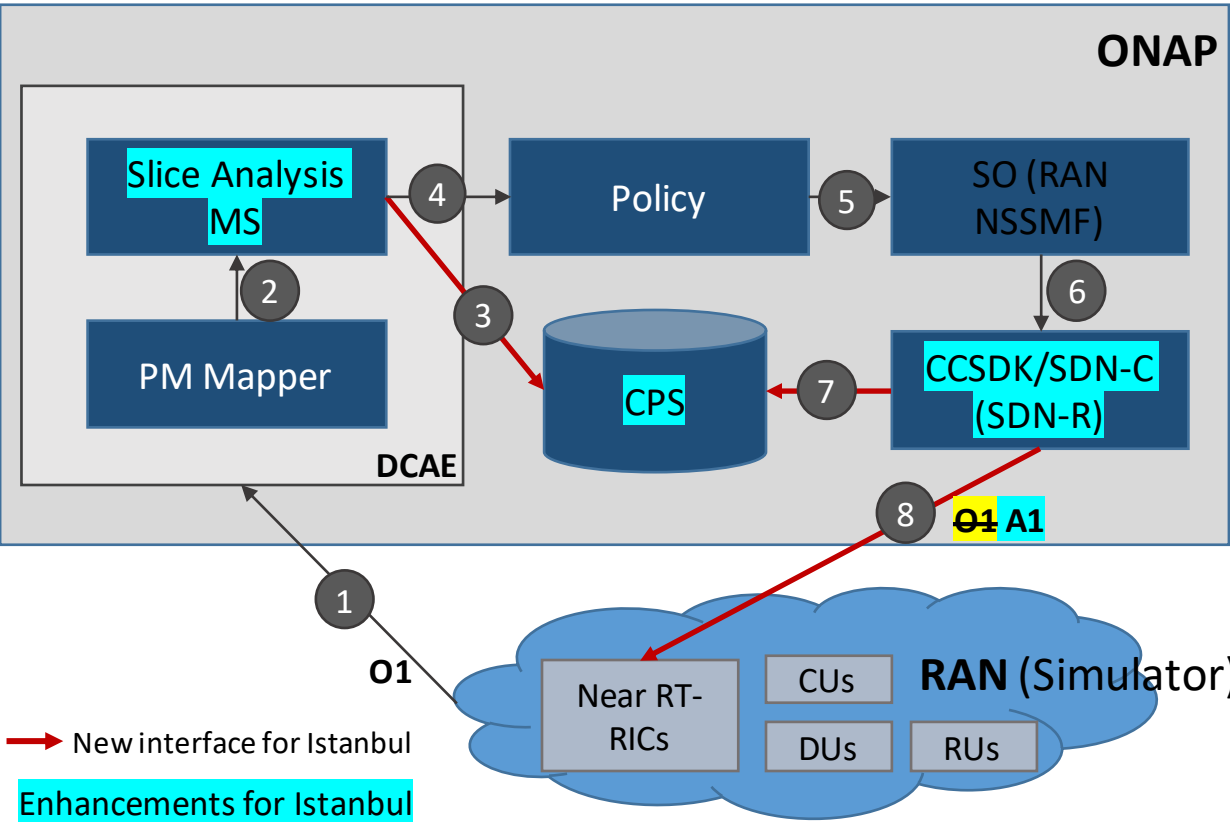 ONAP
Slice Analysis
MS
4
Policy
5
SO (RAN
NSSMF)
2
3
6
PM Mapper
CPS
7
CCSDK/SDN-C
(SDN-R)
DCAE
8
O1 A1
1
O1
Near RT-
RICs
CUs
RAN (Simulator)
DUs
RUs
New interface for Istanbul
Enhancements for Istanbul